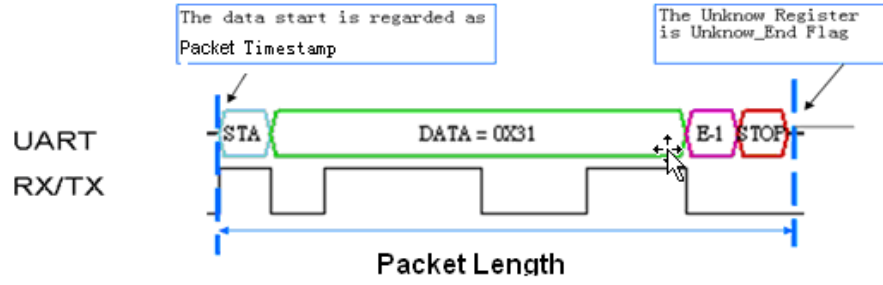 The data start is regarded as
Packet Timestamp
The Unknow Register
is Unknow_End Flag
UART
STA
DATA = 0X31
E-1
STOP
RX/TX
Packet Length